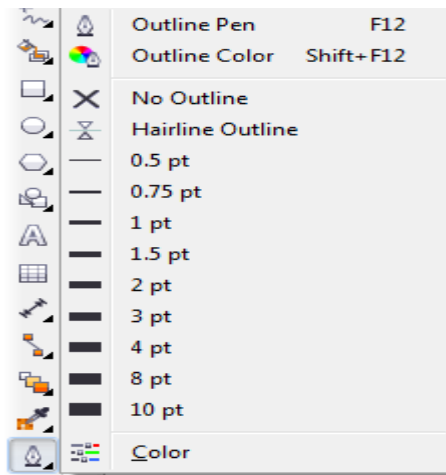 Outline Pen F12
Outline Color Shift+F12
No Outline
Hairline Outline
0.5 pt
0.75 pt
1 pt
1.5 pt
2 pt
3 pt
4 pt
8 pt
10 pt
Color